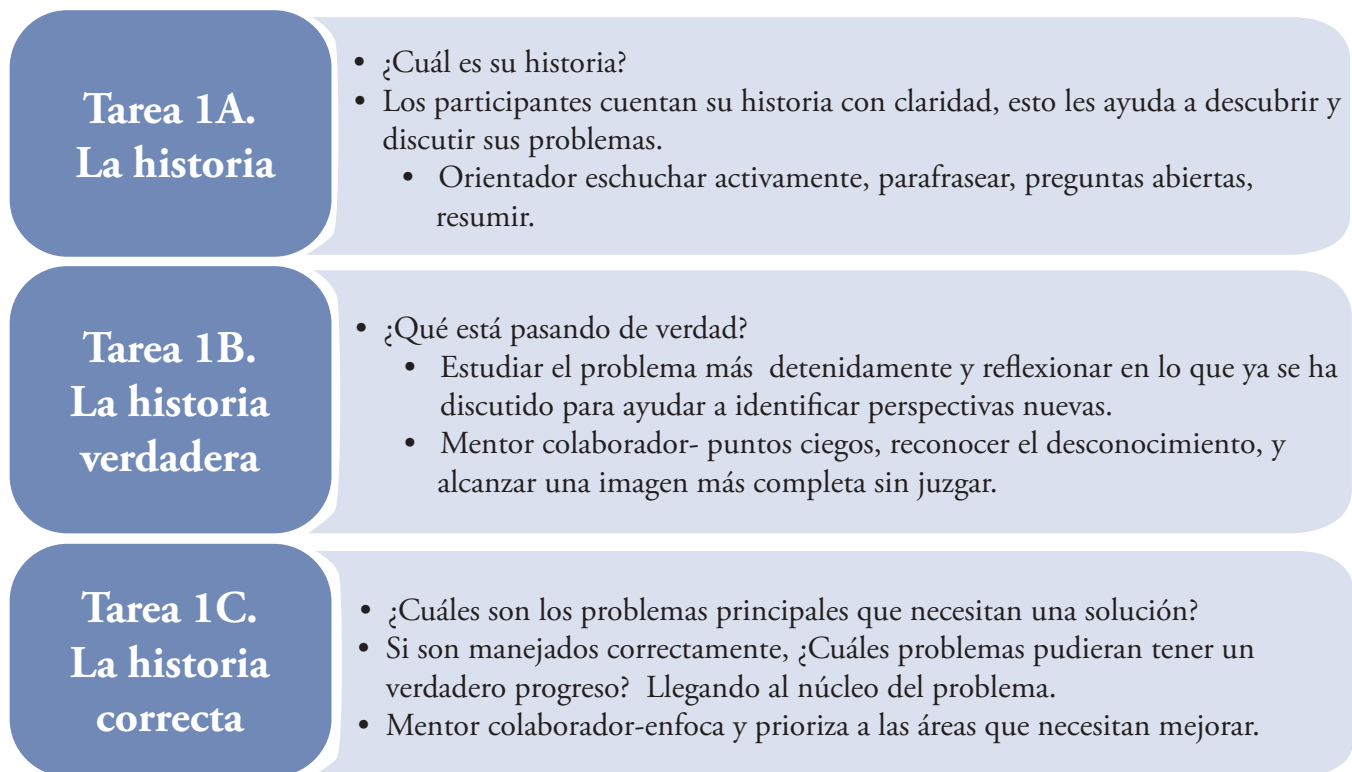 Tarea 1A.
La historia
• ¿Cuál es su historia?
• Los participantes cuentan su historia con claridad, esto les ayuda a descubrir y
discutir sus problemas.
• Orientador eschuchar activamente, parafrasear, preguntas abiertas,
resumir.
Tarea 1B.
La historia
verdadera
• ¿Qué está pasando de verdad?
• Estudiar el problema más  detenidamente y reflexionar en lo que ya se ha
discutido para ayudar a identificar perspectivas nuevas.
• Mentor colaborador- puntos ciegos, reconocer el desconocimiento, y
alcanzar una imagen más completa sin juzgar.
Tarea 1C.
La historia
correcta
• ¿Cuáles son los problemas principales que necesitan una solución?
• Si son manejados correctamente, ¿Cuáles problemas pudieran tener un
verdadero progreso?  Llegando al núcleo del problema.
• Mentor colaborador-enfoca y prioriza a las áreas que necesitan mejorar.